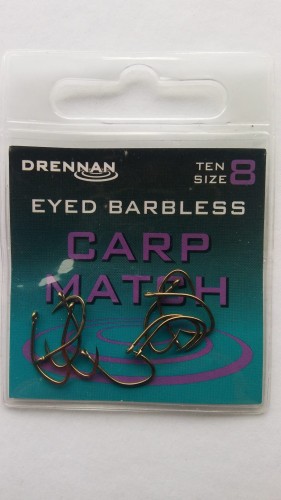 DRENNAN
TEN
SIZE 8
EYED BARBLESS
CARP
MATCH